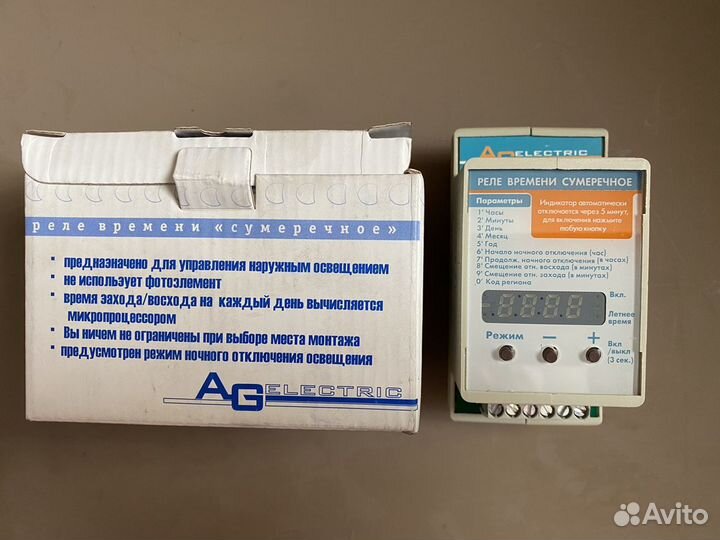 реле времени «сумеречное»
• предназначено для управления наружным освещением
• не использует фотоэлемент
• время захода/восхода на каждый день вычисляется
микропроцессором
• Вы ничем не ограничены при выборе места монтажа
• предусмотрен режим ночного отключения освещения
AG ELECTRIC
AG ELECTRIC
РЕЛЕ ВРЕМЕНИ СУМЕРЕЧНОЕ
Параметры
1' Часы
2' Минуты
3' День
4' Месяц
5' Год
6' Начало ночного отключения (час)
7' Продолж. ночного отключения (в часах)
8' Смещение отн. восхода (в минутах)
9' Смещение отн. захода (в минутах)
0' Код региона
Индикатор автоматически
отключается через 5 минут,
для включения нажмите
любую кнопку
Вкл.
Летнее
время
Режим
−
+
Вкл
/выкл
(3 сек.)
Avito